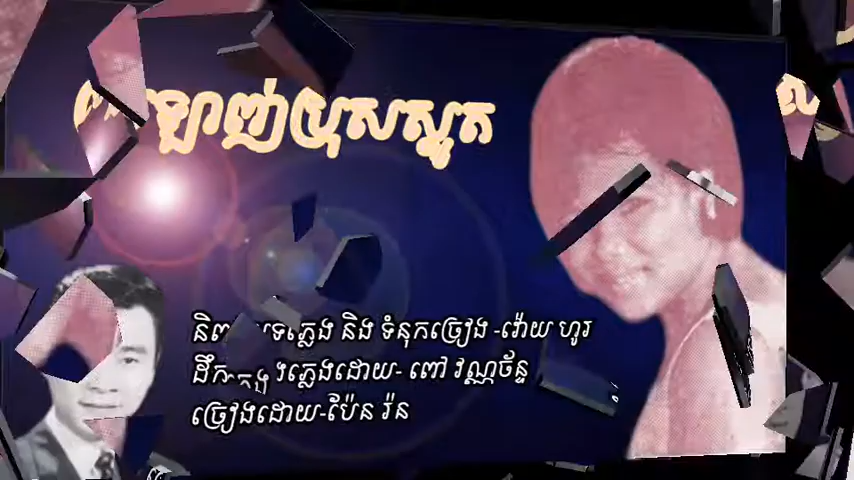 ឡាញ់ប្រុសស្អូត
និង ទំនុកច្រៀង -វ៉ោយ ហូរ
ភ្លេងដោយ- ពៅ វណ្ណច័ន្ទ
ច្រៀងដោយ-ប៉ែន រ៉ន